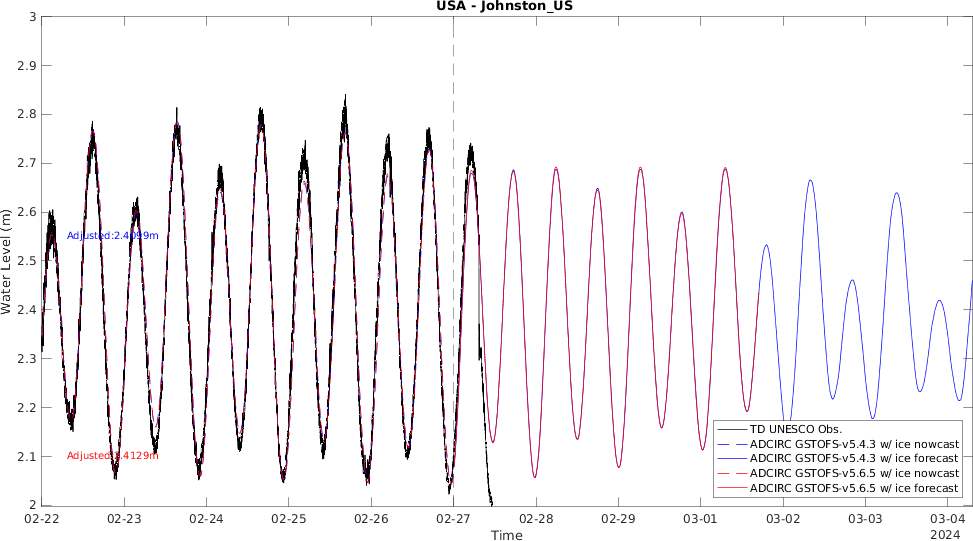 USA - Johnston_US
3
2.9
2.8
2.7
2.6
2.5
2.4
2.3
2.2
2.1
2
Water Level (m)
Adjusted:2.4099m
Adjusted:2.4129m
TD UNESCO Obs.
ADCIRC GSTOFS-v5.4.3 w/ ice nowcast
ADCIRC GSTOFS-v5.4.3 w/ ice forecast
ADCIRC GSTOFS-v5.6.5 w/ ice nowcast
ADCIRC GSTOFS-v5.6.5 w/ ice forecast
02-22 02-23 02-24 02-25 02-26 02-27 02-28 02-29 03-01 03-02 03-03 03-04
Time 2024